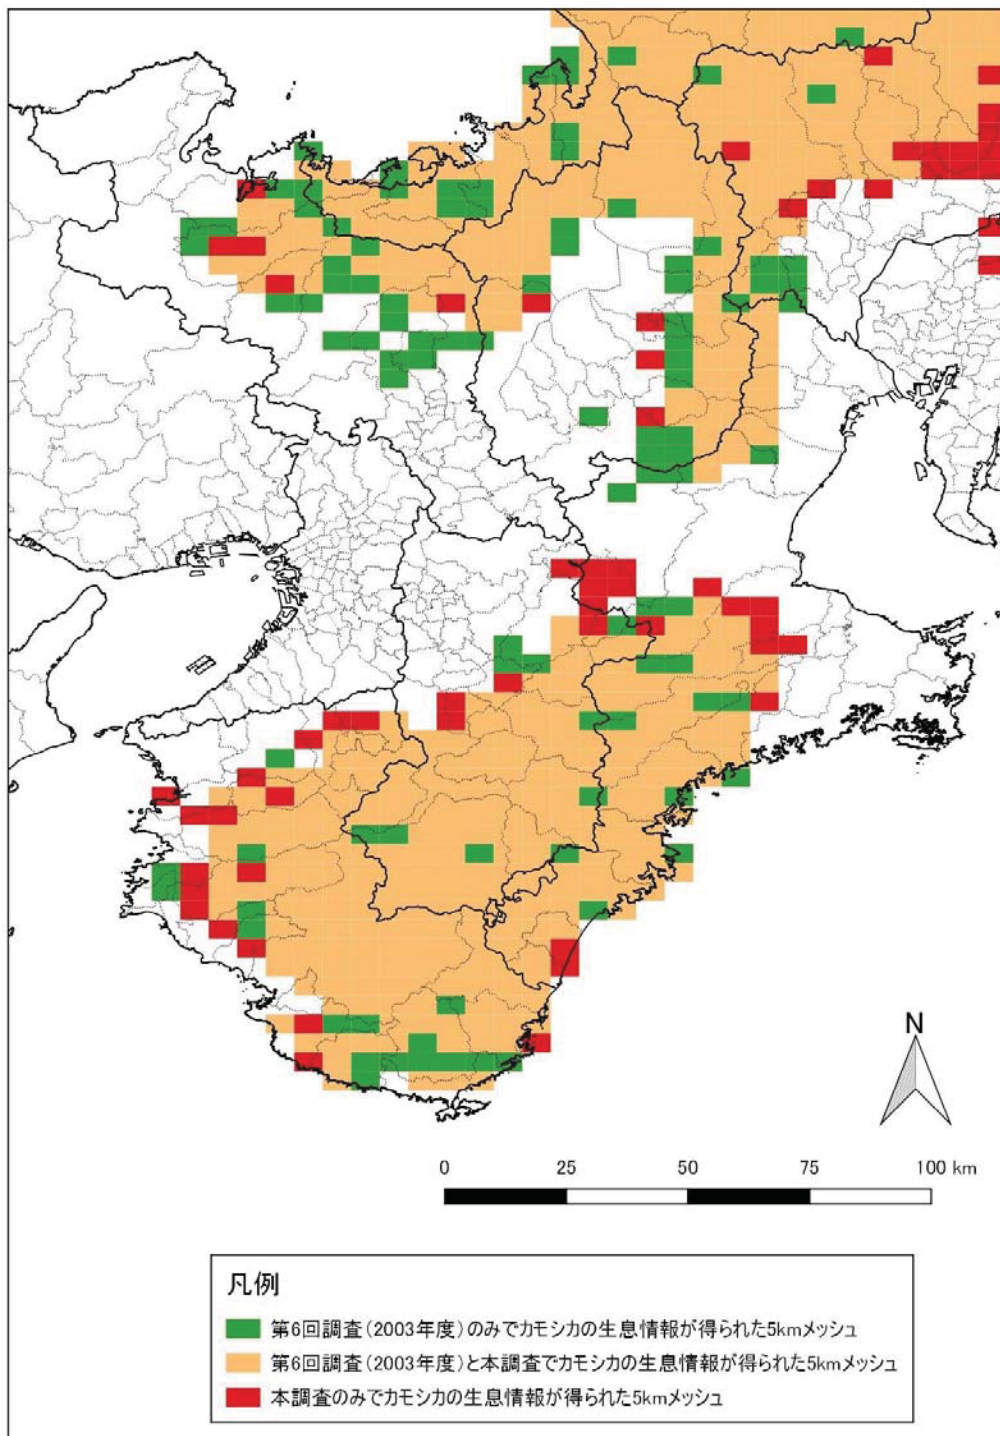 N
0 25 50 75 100 km
凡例
第6回調査(2003年度)のみでカモシカの生息情報が得られた5kmメッシュ
第6回調査(2003年度)と本調査でカモシカの生息情報が得られた5kmメッシュ
本調査のみでカモシカの生息情報が得られた5kmメッシュ